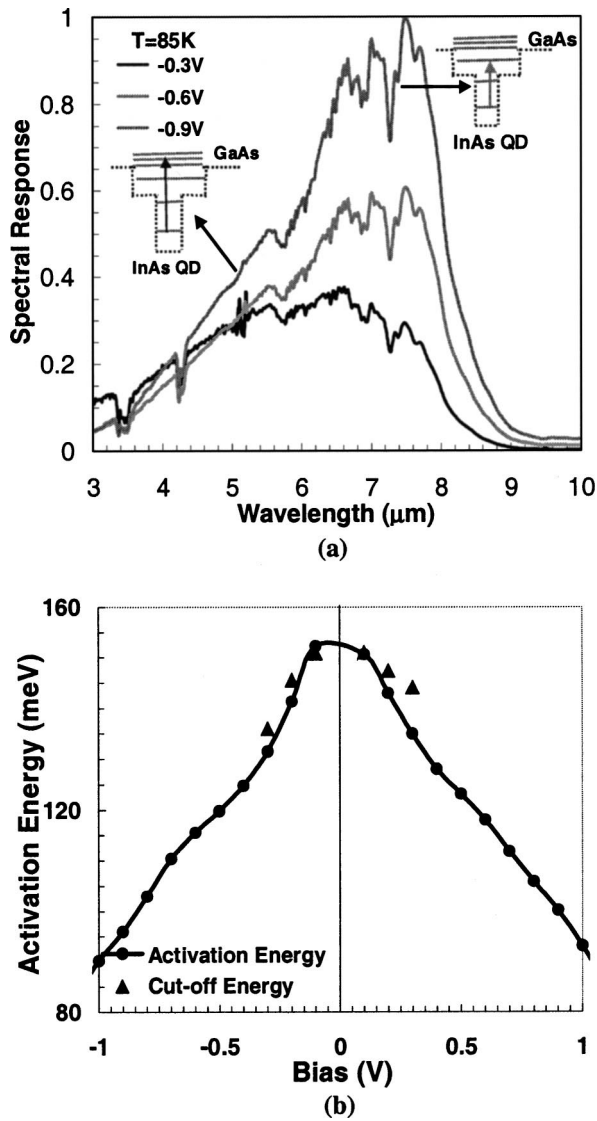 1
0.8
0.6
0.4
0.2
0
Spectral Response
T=85K
-0.3V
-0.6V
-0.9V
GaAs
InAs QD
GaAs
InAs QD
3 4 5 6 7 8 9 10
Wavelength (μm)
(a)
160
120
80
Activation Energy (meV)
Activation Energy
Cut-off Energy
-1 -0.5 0 0.5 1
Bias (V)
(b)